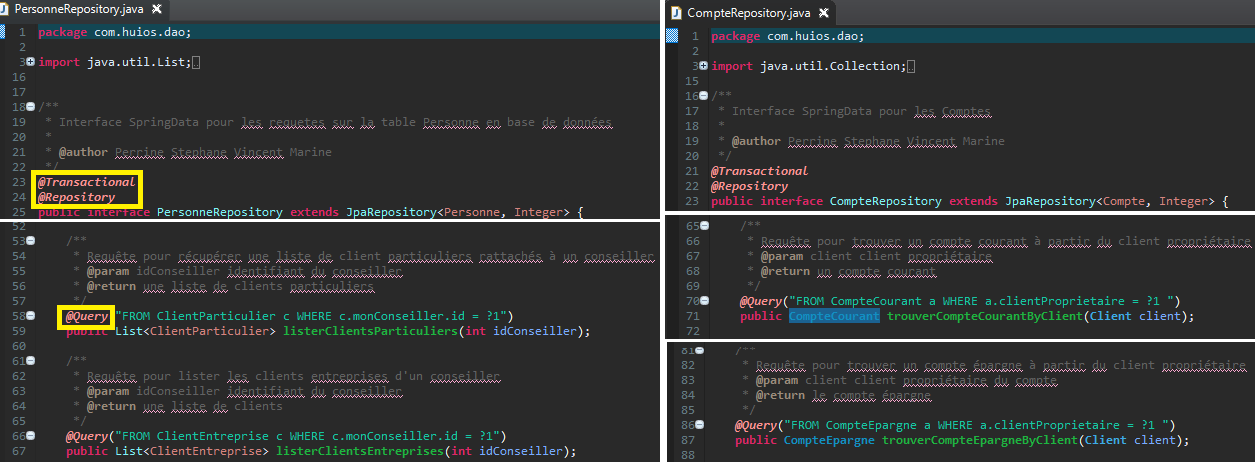 PersonneRepository.java
1 package com.huios.dao;
2
3 import java.util.List;
16
17
18 /**
19 * Interface SpringData pour les requetes sur la table Personne en base de données
20 *
21 * @author Perrine Stephane Vincent Marine
22 */
23 @Transactional
24 @Repository
25 public interface PersonneRepository extends JpaRepository<Personne, Integer> {
52
53 /**
54 * Requête pour récupérer une liste de client particuliers rattachés à un conseiller
55 * @param idConseiller identifiant du conseiller
56 * @return une liste de clients particuliers
57 */
58 @Query("FROM ClientParticulier c WHERE c.monConseiller.id = ?1")
59 public List<ClientParticulier> listerClientsParticuliers(int idConseiller);
60
61 /**
62 * Requête pour lister les clients entreprises d'un conseiller
63 * @param idConseiller identifiant du conseiller
64 * @return une liste de clients
65 */
66 @Query("FROM ClientEntreprise c WHERE c.monConseiller.id = ?1")
67 public List<ClientEntreprise> listerClientsEntreprises(int idConseiller);
CompteRepository.java
1 package com.huios.dao;
2
3 import java.util.Collection;
15
16 /**
17 * Interface SpringData pour les Comptes
18 *
19 * @author Perrine Stephane Vincent Marine
20 */
21 @Transactional
22 @Repository
23 public interface CompteRepository extends JpaRepository<Compte, Integer> {
65 /**
66 * Requête pour trouver un compte courant à partir du client propriétaire
67 * @param client client propriétaire
68 * @return un compte courant
69 */
70 @Query("FROM CompteCourant a WHERE a.clientProprietaire = ?1 ")
71 public CompteCourant trouverCompteCourantByClient(Client client);
72
81 /**
82 * Requête pour trouver un compte épargne à partir du client propriétaire
83 * @param client client propriétaire du compte
84 * @return le compte épargne
85 */
86 @Query("FROM CompteEpargne a WHERE a.clientProprietaire = ?1 ")
87 public CompteEpargne trouverCompteEpargneByClient(Client client);
88